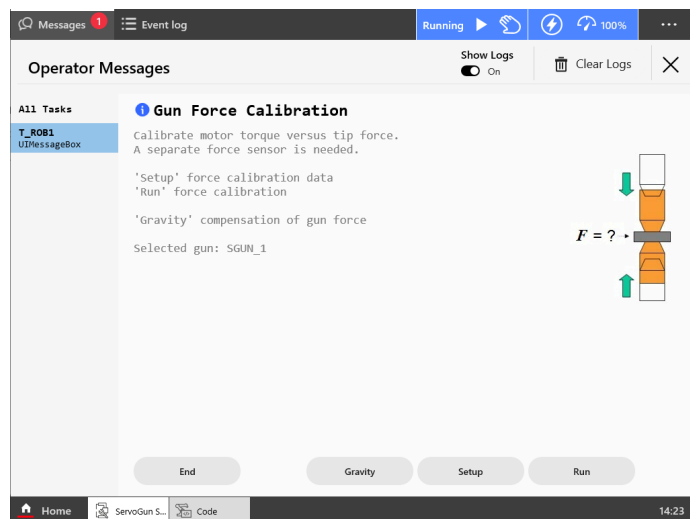 Messages 1 Event log Running 100% ...
Operator Messages Show Logs On Clear Logs
All Tasks
T_ROB1
UIMessageBox
Gun Force Calibration
Calibrate motor torque versus tip force.
A separate force sensor is needed.
'Setup' force calibration data
'Run' force calibration
'Gravity' compensation of gun force
Selected gun: SGUN_1
F = ?
End Gravity Setup Run
Home ServoGun S... Code 14:23